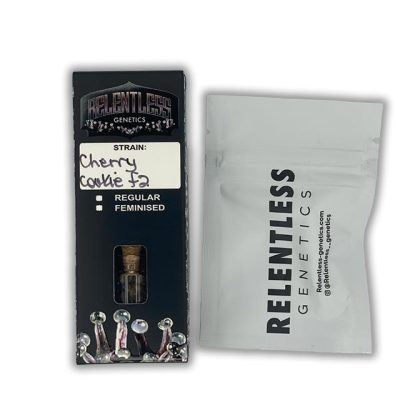 RELENTLESS
GENETICS
STRAIN:
Cherry
Cookie F2
REGULAR
FEMINISED
RELENTLESS
GENETICS
Relentless-genetics.com
@Relentless_genetics